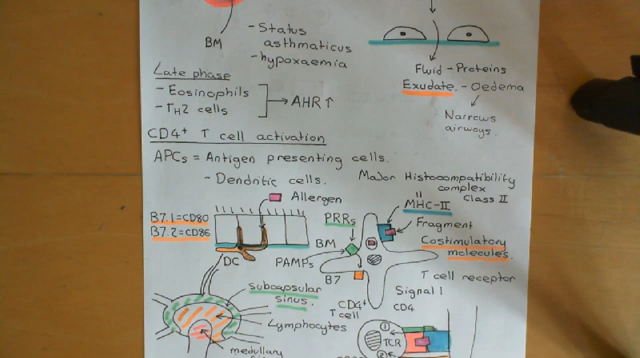 BM
- Status
asthmaticus
- hypoxaemia
Fluid - Proteins
Exudate. - Oedema
Narrows
airways.
Late phase
- Eosinophils
- TH2 cells
→ AHR ↑
CD4+ T cell activation
APCs = Antigen presenting cells.
- Dendritic cells.
Major Histocompatibility
complex
Class II
MHC-II
Allergen
B7.1 = CD80
B7.2 = CD86
PRRs
Fragment
Costimulatory
molecules.
BM
DC
PAMPs
B7
T cell receptor
Subcapsular
sinus.
Lymphocytes
medullary
CD4+
T cell
Signal 1
CD4
1
TCR
2